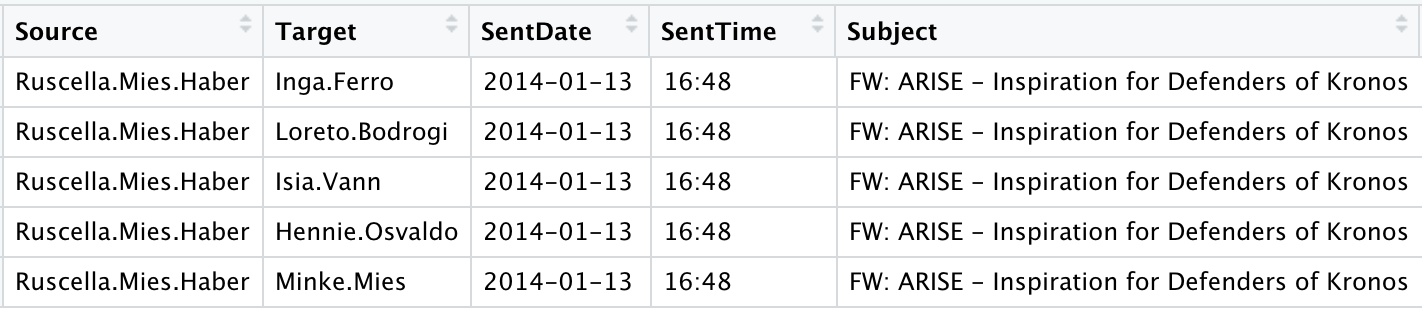 Source Target SentDate SentTime Subject
Ruscella.Mies.Haber Inga.Ferro 2014-01-13 16:48 FW: ARISE - Inspiration for Defenders of Kronos
Ruscella.Mies.Haber Loreto.Bodrogi 2014-01-13 16:48 FW: ARISE - Inspiration for Defenders of Kronos
Ruscella.Mies.Haber Isia.Vann 2014-01-13 16:48 FW: ARISE - Inspiration for Defenders of Kronos
Ruscella.Mies.Haber Hennie.Osvaldo 2014-01-13 16:48 FW: ARISE - Inspiration for Defenders of Kronos
Ruscella.Mies.Haber Minke.Mies 2014-01-13 16:48 FW: ARISE - Inspiration for Defenders of Kronos